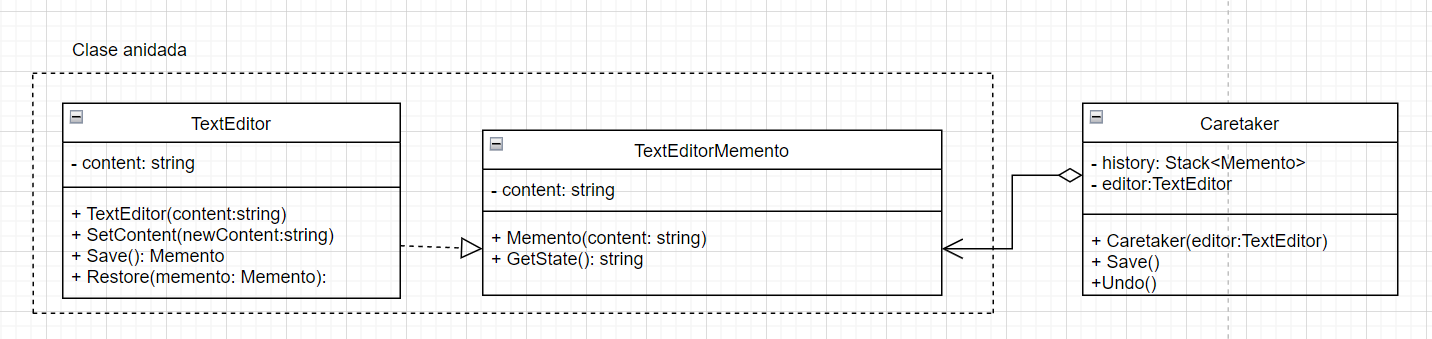 Clase anidada
TextEditor
- content: string
+ TextEditor(content:string)
+ SetContent(newContent:string)
+ Save(): Memento
+ Restore(memento: Memento):
TextEditorMemento
- content: string
+ Memento(content: string)
+ GetState(): string
Caretaker
- history: Stack<Memento>
- editor:TextEditor
+ Caretaker(editor:TextEditor)
+ Save()
+Undo()